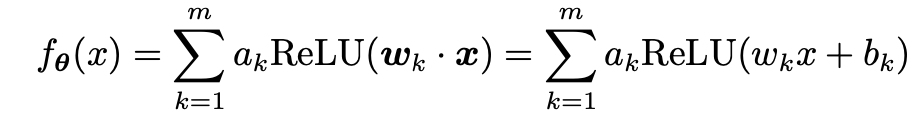 f_θ(x) = ∑_{k=1}^{m} a_k ReLU(𝒘_k · 𝒙) = ∑_{k=1}^{m} a_k ReLU(w_k x + b_k)